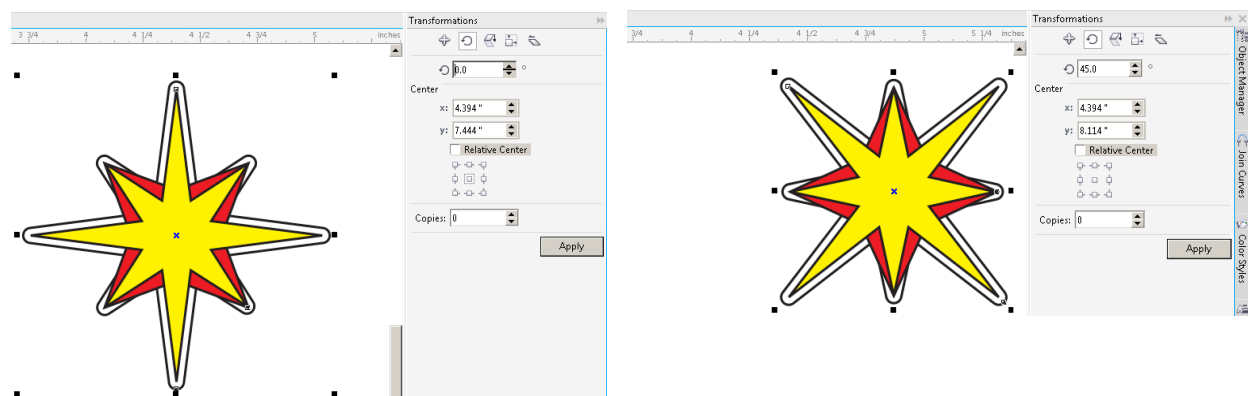 Transformations
3 3/4 4 4 1/4 4 1/2 4 3/4 5 inches
0.0 °
Center
x: 4.394 "
y: 7.444 "
Relative Center
Copies: 0
Apply
Transformations
3/4 4 4 1/4 4 1/2 4 3/4 5 5 1/4 inches
45.0 °
Center
x: 4.394 "
y: 8.114 "
Relative Center
Copies: 0
Apply
Object Manager
Join Curves
Color Styles